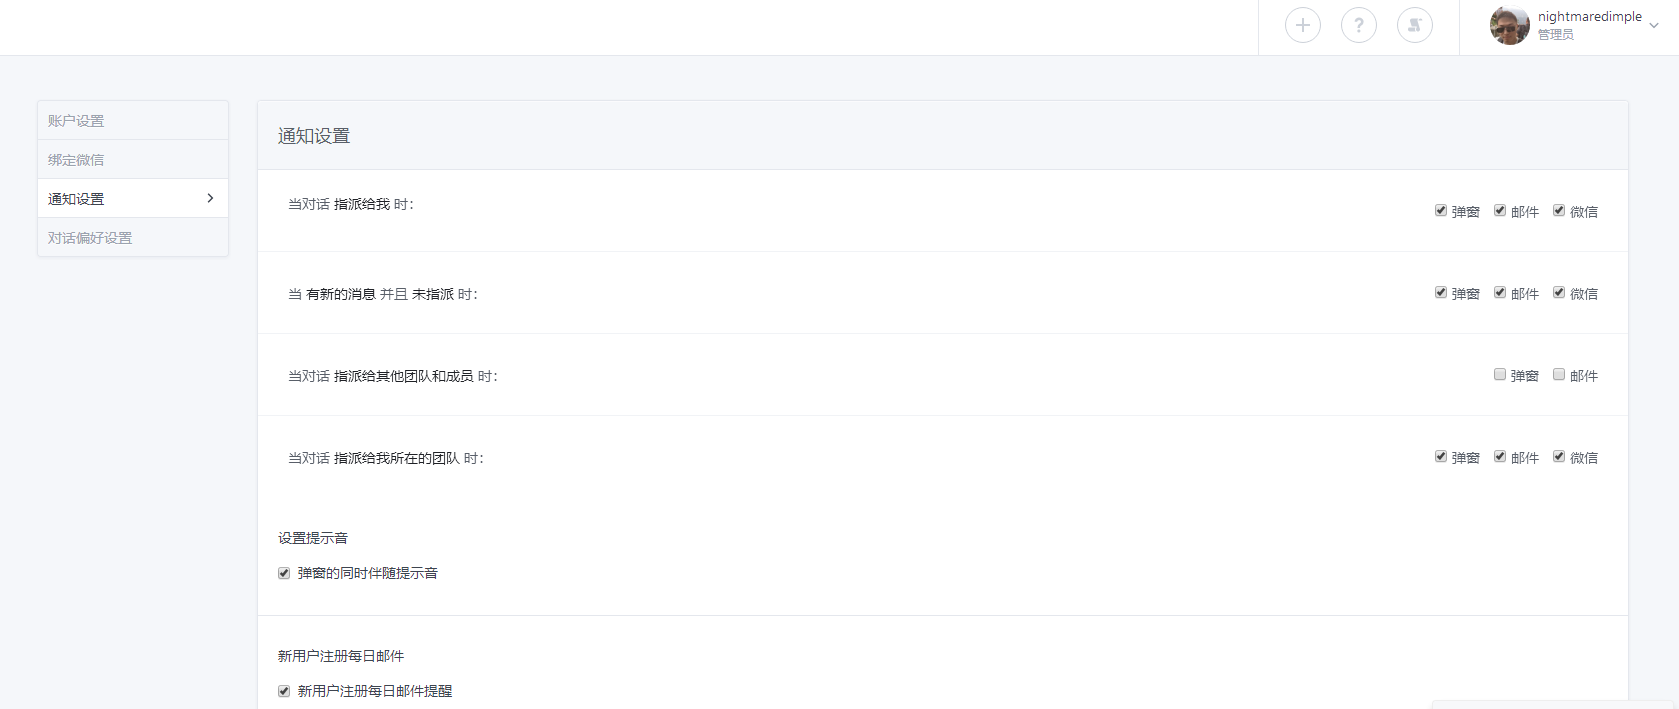 nightmaredimple
管理员
账户设置
绑定微信
通知设置
对话偏好设置
通知设置
当对话 指派给我 时：
弹窗 邮件 微信
当 有新的消息 并且 未指派 时：
弹窗 邮件 微信
当对话 指派给其他团队和成员 时：
弹窗 邮件
当对话 指派给我所在的团队 时：
弹窗 邮件 微信
设置提示音
弹窗的同时伴随提示音
新用户注册每日邮件
新用户注册每日邮件提醒